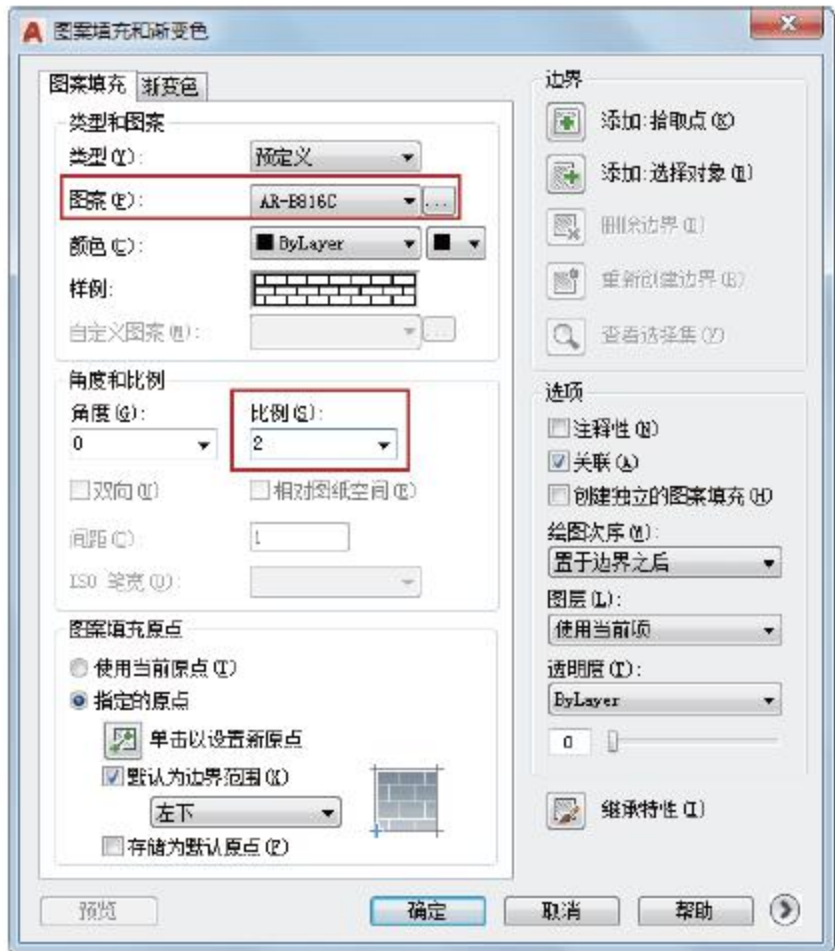 图案填充和渐变色
图案填充 渐变色
类型和图案
类型(Y): 预定义
图案(P): AR-B816C
颜色(C): ByLayer
样例:
自定义图案(M):
角度和比例
角度(G): 比例(S):
0 2
双向(U) 相对图纸空间(E)
间距(C): 1
ISO 笔宽(O):
图案填充原点
使用当前原点(T)
指定的原点
单击以设置新原点
默认为边界范围(X)
左下
存储为默认原点(F)
边界
添加:拾取点(K)
添加:选择对象(B)
删除边界(D)
重新创建边界(R)
查看选择集(V)
选项
注释性(N)
关联(A)
创建独立的图案填充(H)
绘图次序(W):
置于边界之后
图层(L):
使用当前项
透明度(T):
ByLayer
0
继承特性(I)
预览 确定 取消 帮助